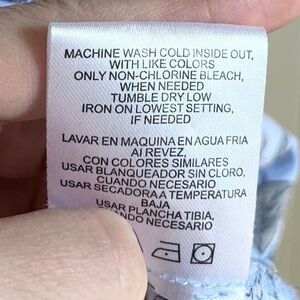 MACHINE WASH COLD INSIDE OUT,
WITH LIKE COLORS
ONLY NON-CHLORINE BLEACH,
WHEN NEEDED
TUMBLE DRY LOW
IRON ON LOWEST SETTING,
IF NEEDED
LAVAR EN MAQUINA EN AGUA FRIA
AI REVEZ,
CON COLORES SIMILARES
USAR BLANQUEADOR SIN CLORO,
CUANDO NECESARIO
USAR SECADORA A TEMPERATURA
BAJA
USAR PLANCHA TIBIA,
NECESARIO